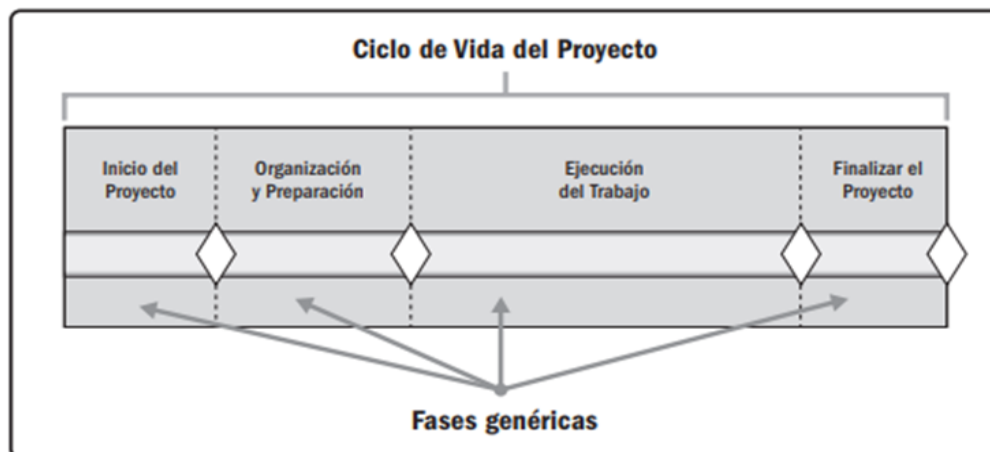 Ciclo de Vida del Proyecto
Inicio del
Proyecto
Organización
y Preparación
Ejecución
del Trabajo
Finalizar el
Proyecto
Fases genéricas